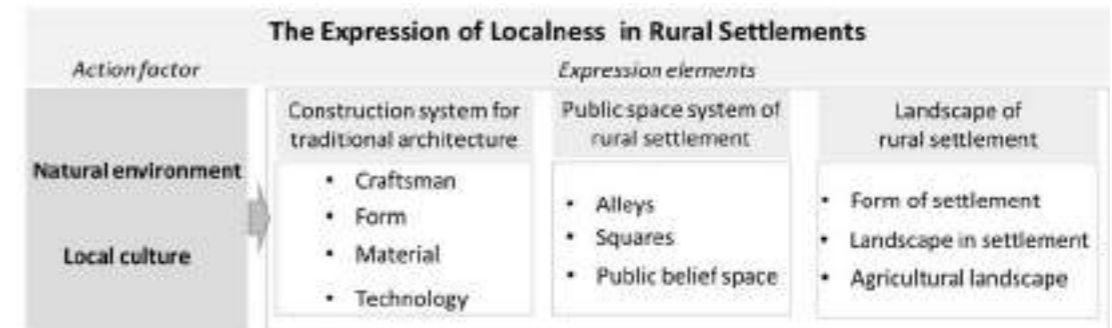 The Expression of Localness in Rural Settlements
Action factor
Expression elements
Natural environment
Local culture
Construction system for
traditional architecture
• Craftsman
• Form
• Material
• Technology
Public space system of
rural settlement
• Alleys
• Squares
• Public belief space
Landscape of
rural settlement
• Form of settlement
• Landscape in settlement
• Agricultural landscape